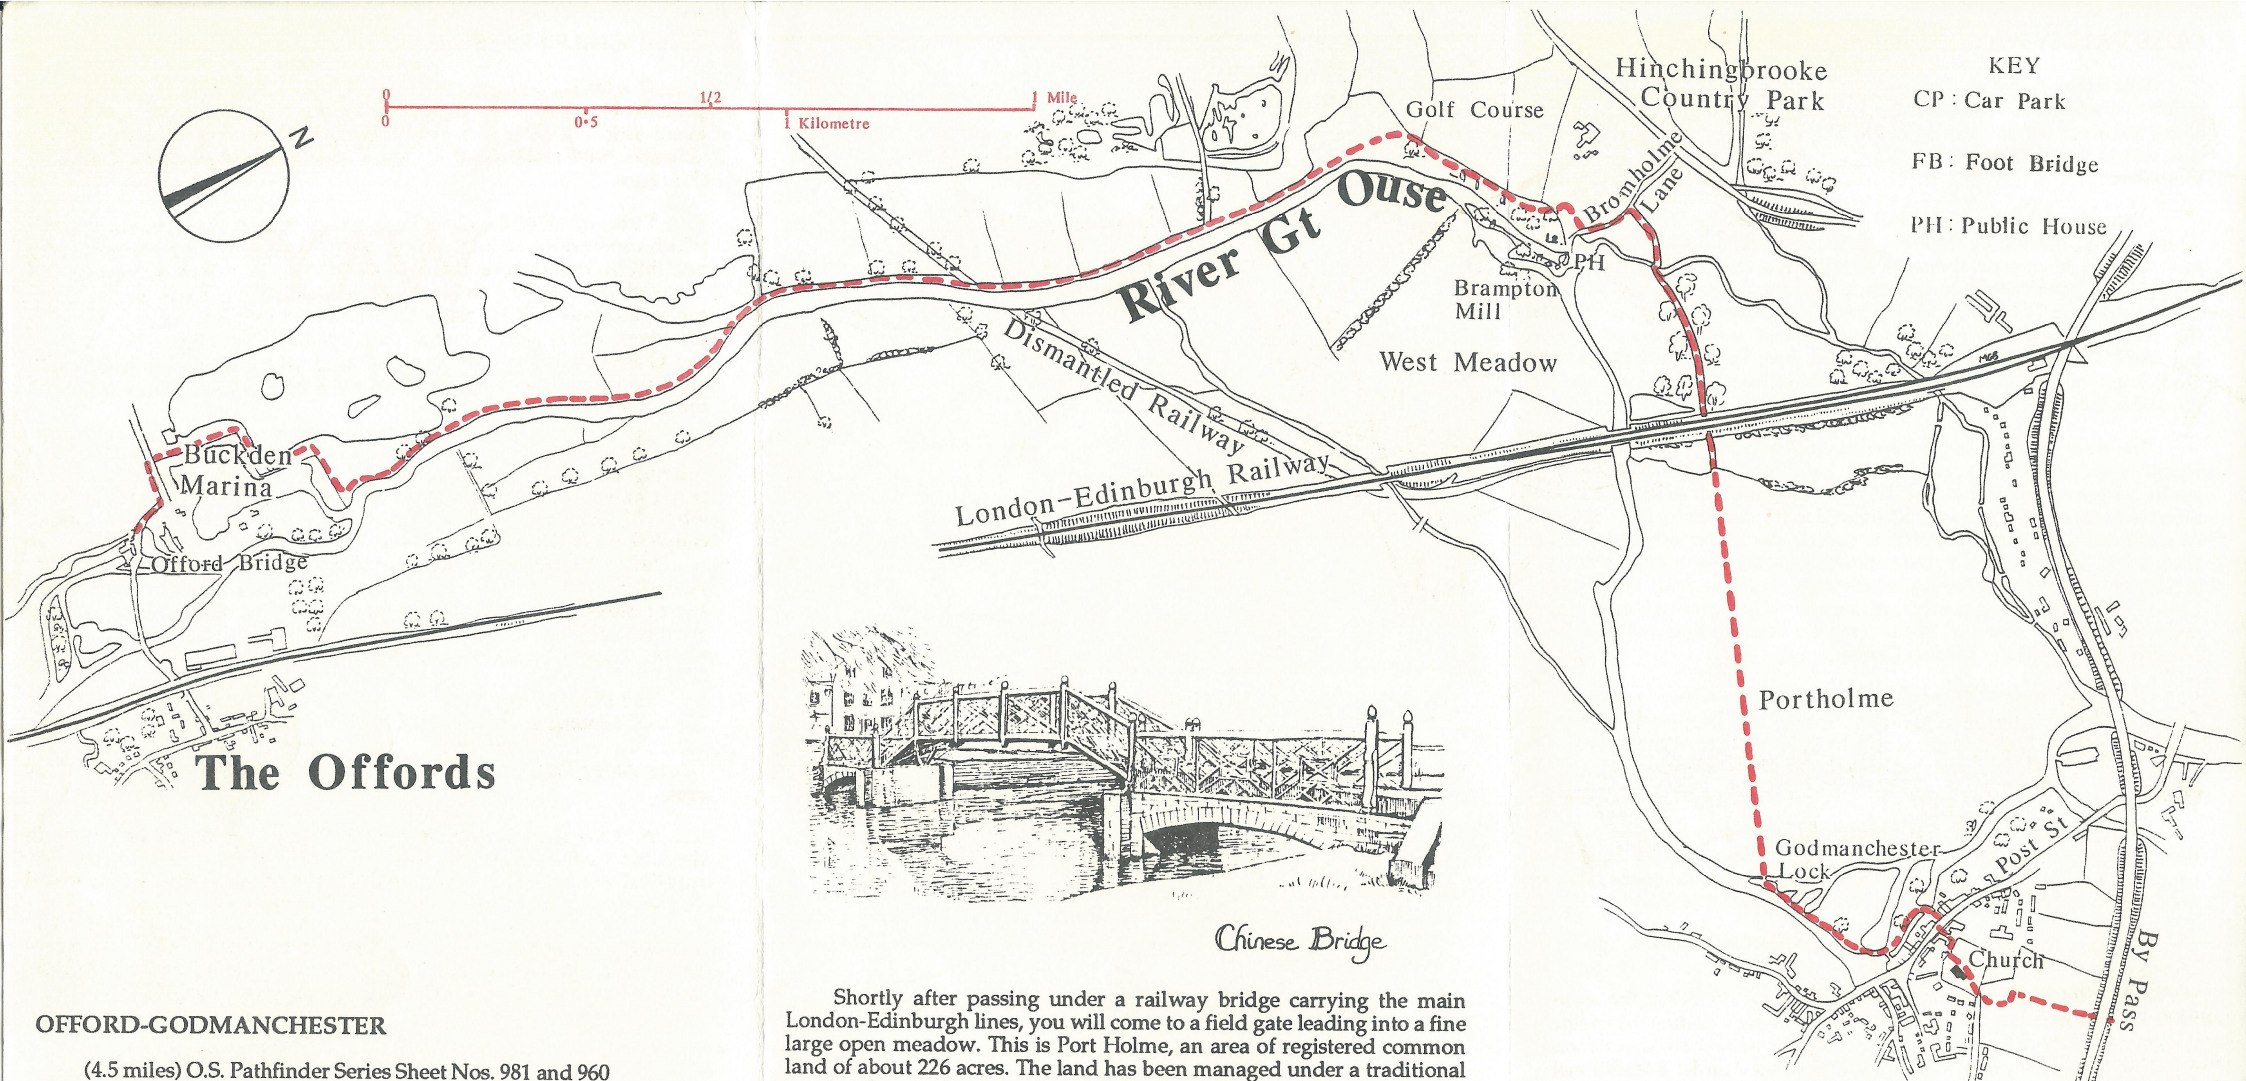 Hinchingbrooke
Country Park
KEY
CP : Car Park
FB : Foot Bridge
PH : Public House
0 1/2 1 Mile
0 0·5 1 Kilometre
N
Golf Course
Bromholme
Lane
River Gt Ouse
PH
Brampton
Mill
West Meadow
Dismantled Railway
London-Edinburgh Railway
Buckden
Marina
Offord Bridge
The Offords
Portholme
Godmanchester
Lock
Post St
Church
By Pass
Chinese Bridge
OFFORD-GODMANCHESTER
(4.5 miles) O.S. Pathfinder Series Sheet Nos. 981 and 960
Shortly after passing under a railway bridge carrying the main
London-Edinburgh lines, you will come to a field gate leading into a fine
large open meadow. This is Port Holme, an area of registered common
land of about 226 acres. The land has been managed under a traditional